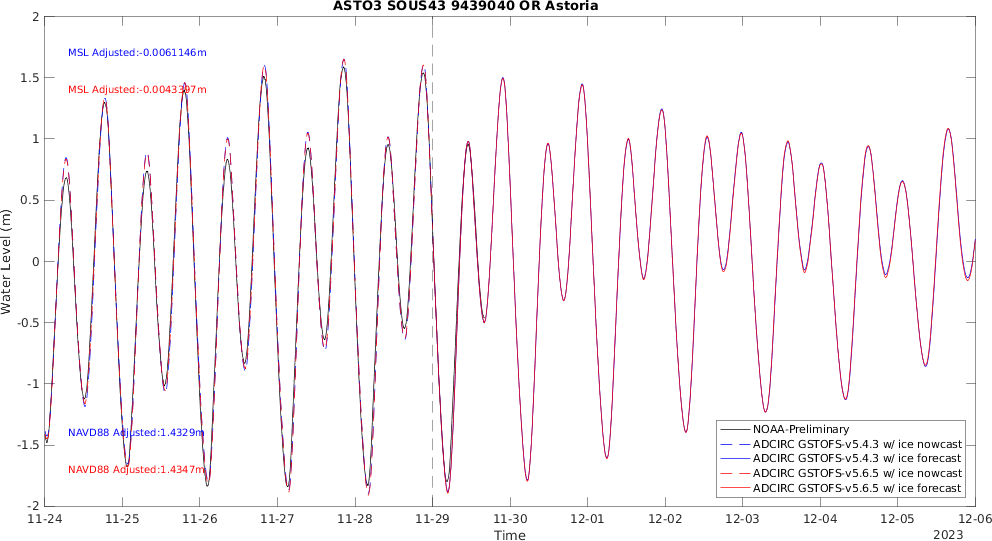 ASTO3 SOUS43 9439040 OR Astoria
Water Level (m)
2
1.5
1
0.5
0
-0.5
-1
-1.5
-2
MSL Adjusted:-0.0061146m
MSL Adjusted:-0.0043397m
NAVD88 Adjusted:1.4329m
NAVD88 Adjusted:1.4347m
NOAA-Preliminary
ADCIRC GSTOFS-v5.4.3 w/ ice nowcast
ADCIRC GSTOFS-v5.4.3 w/ ice forecast
ADCIRC GSTOFS-v5.6.5 w/ ice nowcast
ADCIRC GSTOFS-v5.6.5 w/ ice forecast
11-24 11-25 11-26 11-27 11-28 11-29 11-30 12-01 12-02 12-03 12-04 12-05 12-06
Time
2023